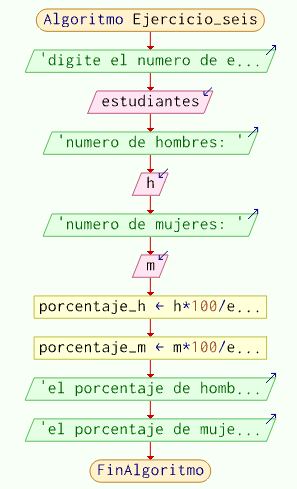 Algoritmo Ejercicio_seis
'digite el numero de e...
estudiantes
'numero de hombres: '
h
'numero de mujeres: '
m
porcentaje_h ← h*100/e...
porcentaje_m ← m*100/e...
'el porcentaje de homb...
'el porcentaje de muje...
FinAlgoritmo